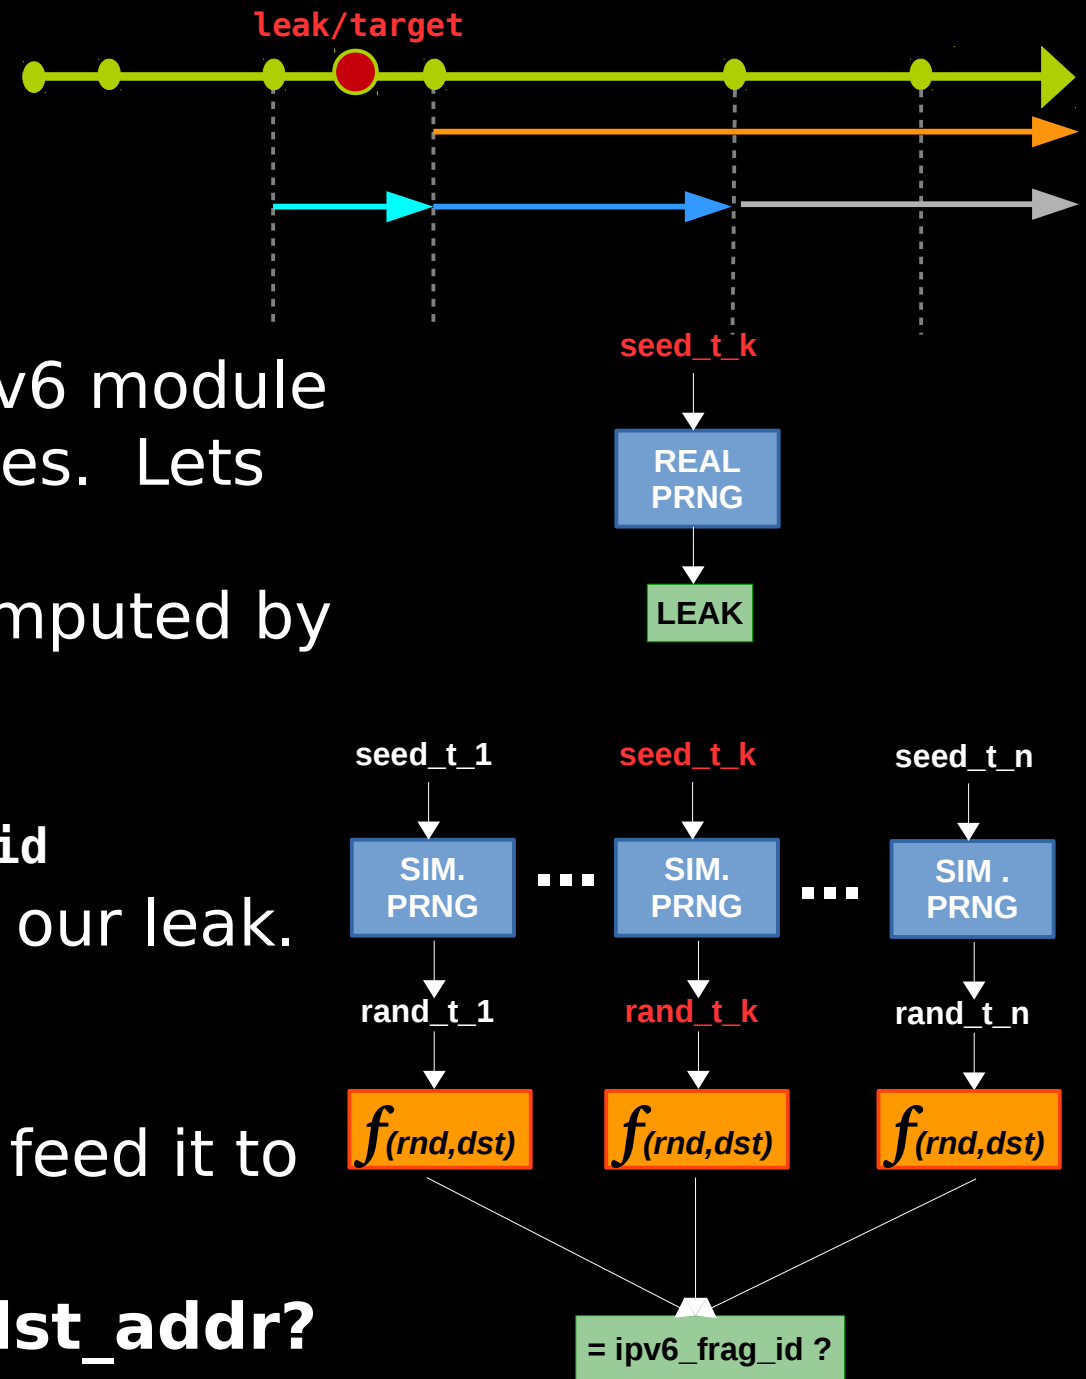 leak/target
v6 module
es. Lets
mputed by
id
our leak.
feed it to
dst_addr?
seed_t_k
REAL
PRNG
LEAK
seed_t_1 seed_t_k seed_t_n
SIM. SIM. SIM .
PRNG PRNG PRNG
rand_t_1 rand_t_k rand_t_n
f(rnd,dst) f(rnd,dst) f(rnd,dst)
= ipv6_frag_id ?